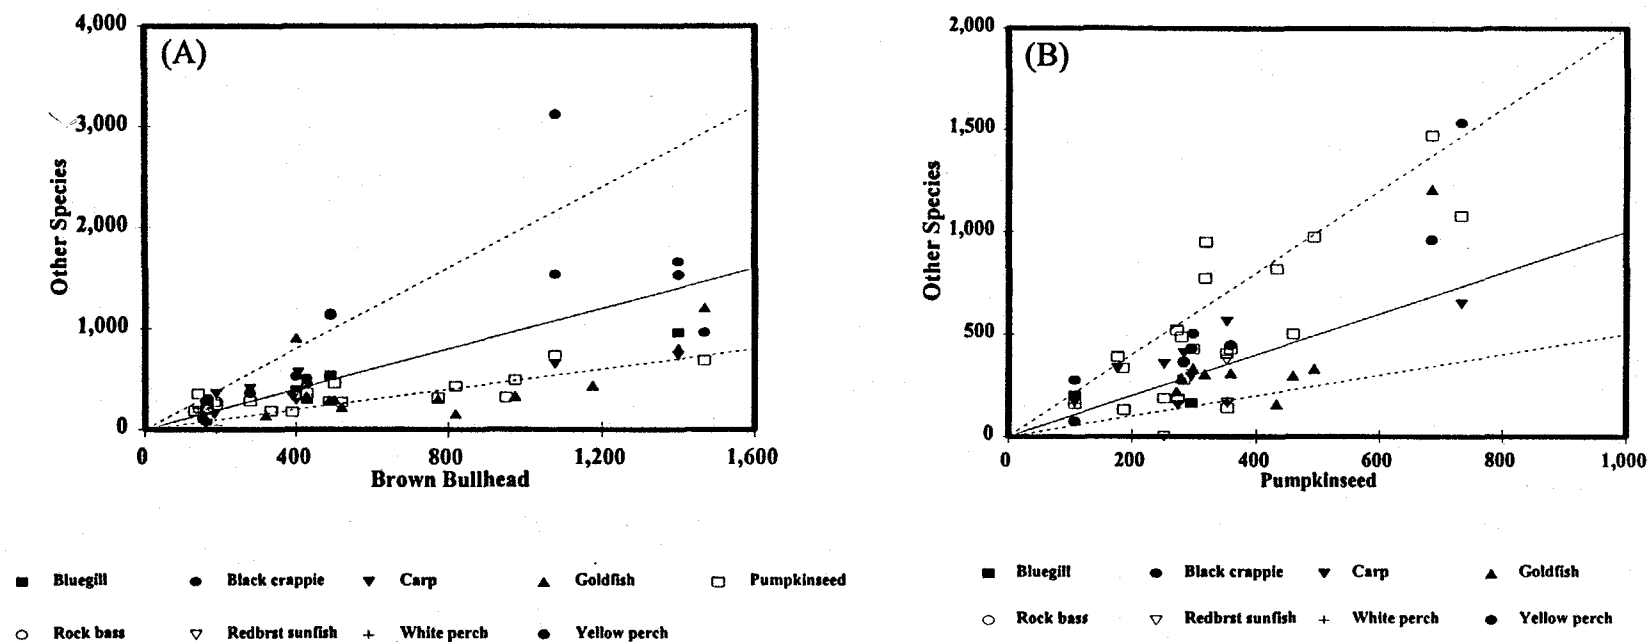 4,000
(A)
3,000
2,000
1,000
0
Other Species
0 400 800 1,200 1,600
Brown Bullhead
Bluegill Black crappie Carp Goldfish Pumpkinseed
Rock bass Redbrst sunfish White perch Yellow perch
2,000
(B)
1,500
1,000
500
0
Other Species
0 200 400 600 800 1,000
Pumpkinseed
Bluegill Black crappie Carp Goldfish
Rock bass Redbrst sunfish White perch Yellow perch